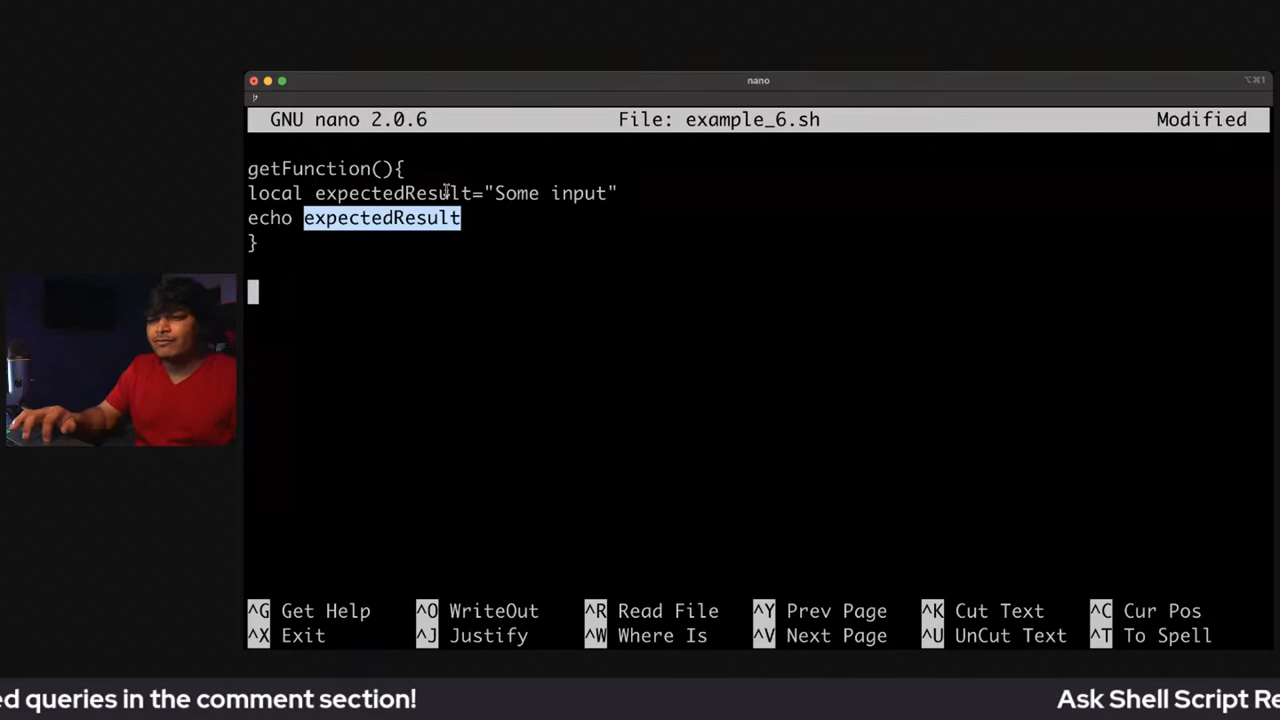 nano
⌥⌘1
GNU nano 2.0.6 File: example_6.sh Modified
getFunction(){
local expectedResult="Some input"
echo expectedResult
}
^G Get Help ^O WriteOut ^R Read File ^Y Prev Page ^K Cut Text ^C Cur Pos
^X Exit ^J Justify ^W Where Is ^V Next Page ^U UnCut Text ^T To Spell
ed queries in the comment section! Ask Shell Script Re